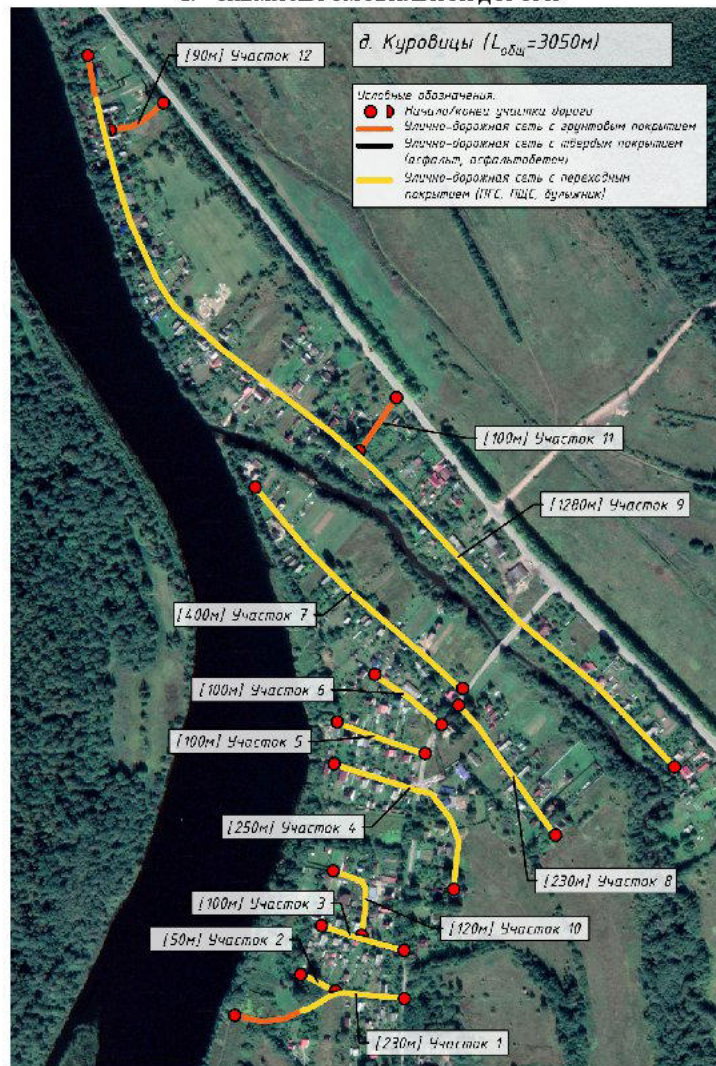 д. Куровицы (Lобщ=3050м)
Условные обозначения:
Начало/конец участки дороги
Улично-дорожная сеть с грунтовым покрытием
Улично-дорожная сеть с твердым покрытием
(асфальт, асфальтобетон)
Улично-дорожная сеть с переходным
покрытием (ПГС, ПЩС, булыжник)
[90м] Участок 12
[100м] Участок 11
[1280м] Участок 9
[400м] Участок 7
[100м] Участок 6
[100м] Участок 5
[250м] Участок 4
[230м] Участок 8
[100м] Участок 3
[120м] Участок 10
[50м] Участок 2
[230м] Участок 1